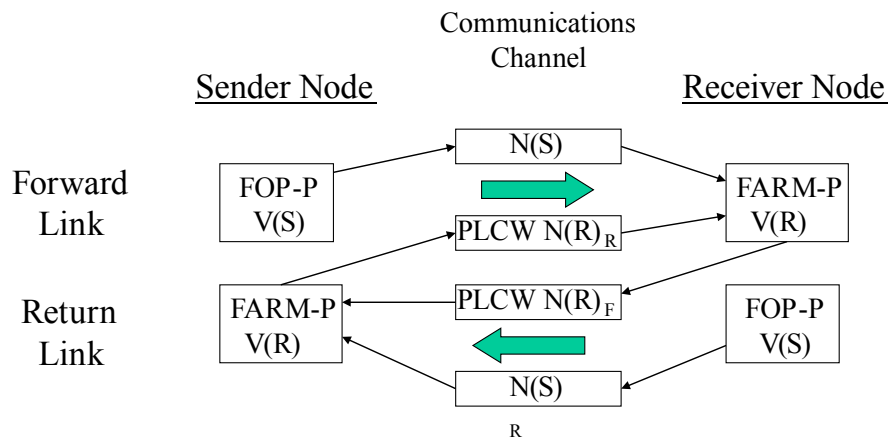 Communications
Channel
Sender Node
Receiver Node
N(S)
Forward
Link
FOP-P
V(S)
FARM-P
V(R)
PLCW N(R) R
PLCW N(R) F
Return
Link
FARM-P
V(R)
FOP-P
V(S)
N(S)
R